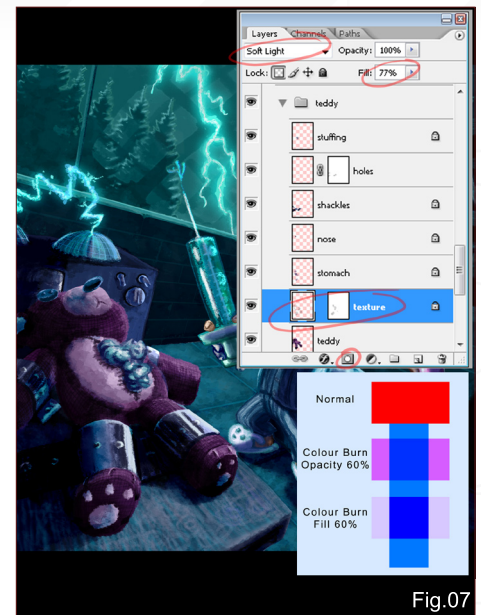 Layers Channels Paths
Soft Light Opacity: 100%
Lock: Fill: 77%
teddy
stuffing
holes
shackles
nose
stomach
texture
teddy
Normal
Colour Burn
Opacity 60%
Colour Burn
Fill 60%
Fig.07